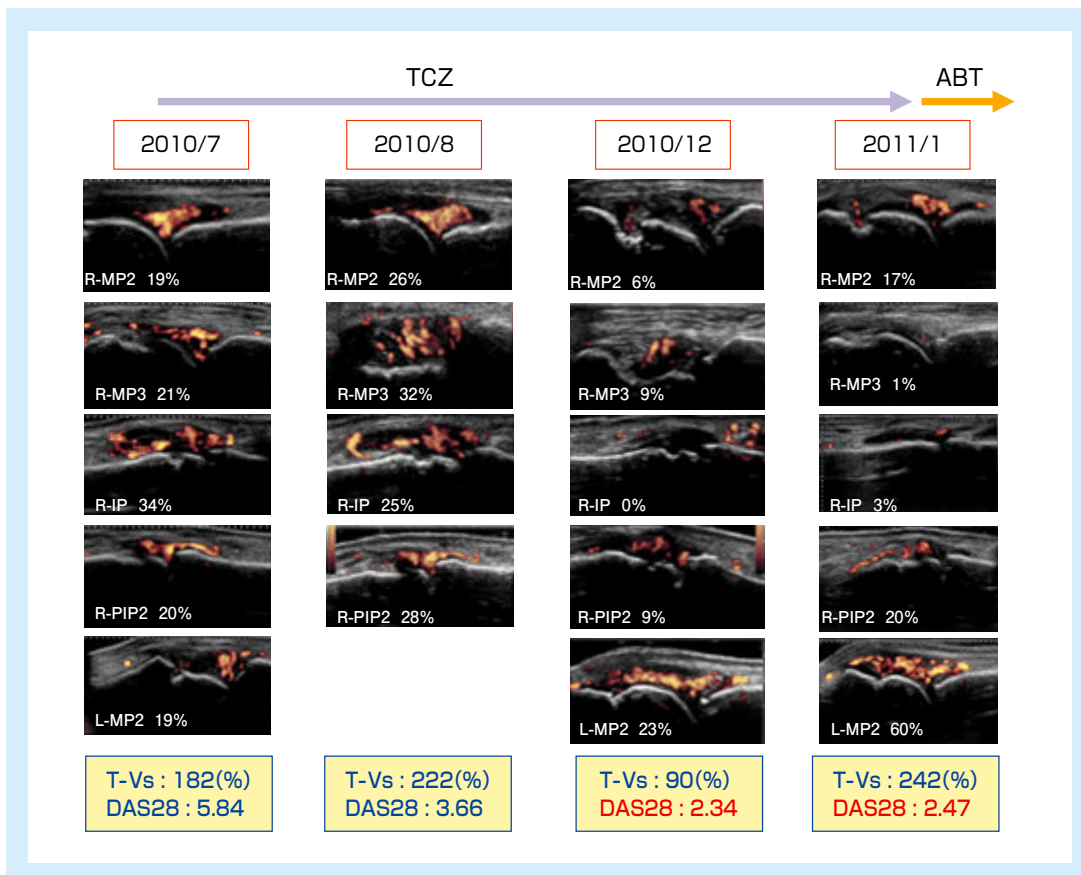 TCZ
ABT
2010/7
2010/8
2010/12
2011/1
R-MP2 19%
R-MP2 26%
R-MP2 6%
R-MP2 17%
R-MP3 21%
R-MP3 32%
R-MP3 9%
R-MP3 1%
R-IP 34%
R-IP 25%
R-IP 0%
R-IP 3%
R-PIP2 20%
R-PIP2 28%
R-PIP2 9%
R-PIP2 20%
L-MP2 19%
L-MP2 23%
L-MP2 60%
T-Vs : 182(%)
DAS28 : 5.84
T-Vs : 222(%)
DAS28 : 3.66
T-Vs : 90(%)
DAS28 : 2.34
T-Vs : 242(%)
DAS28 : 2.47